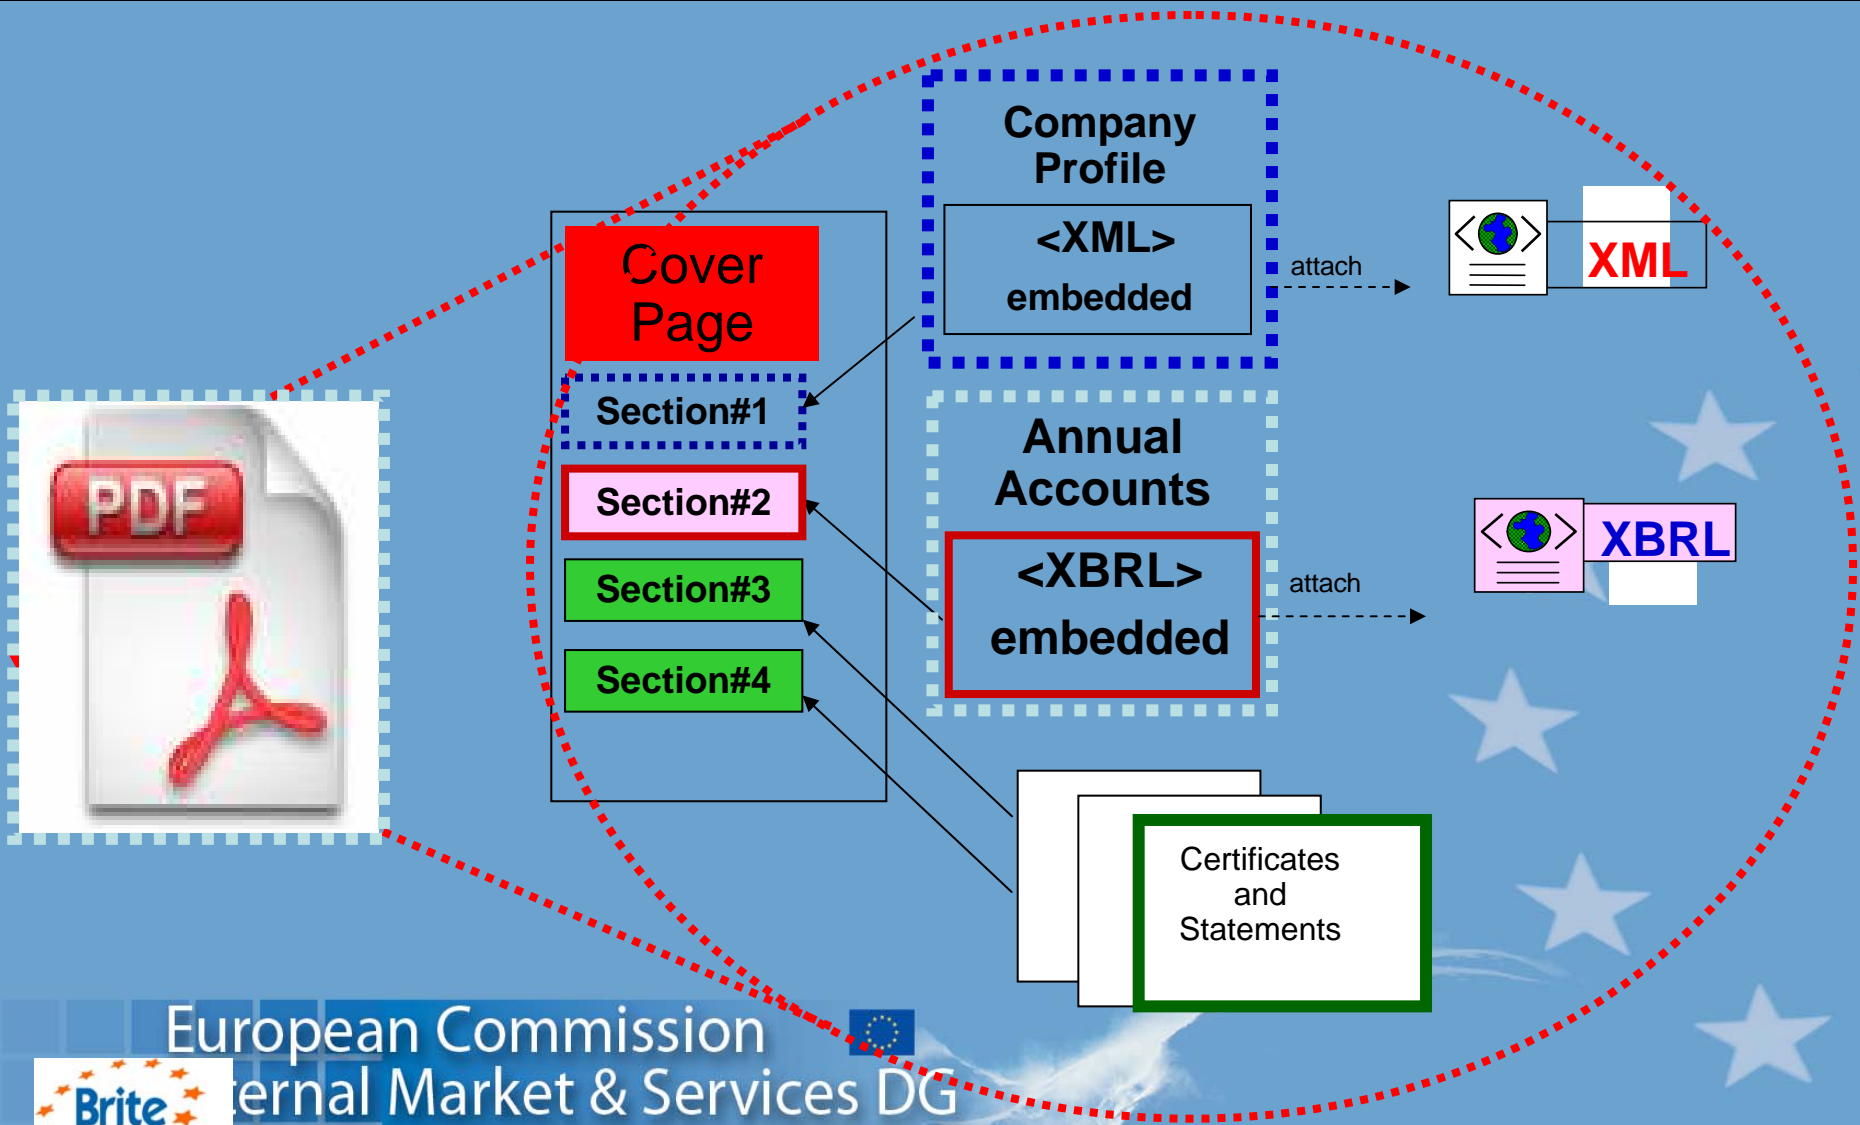 Company
Profile
<XML>
embedded
attach
XML
Cover
Page
Section#1
Section#2
Section#3
Section#4
Annual
Accounts
<XBRL>
embedded
attach
XBRL
PDF
Certificates
and
Statements
European Commission
ternal Market & Services DG
Brite